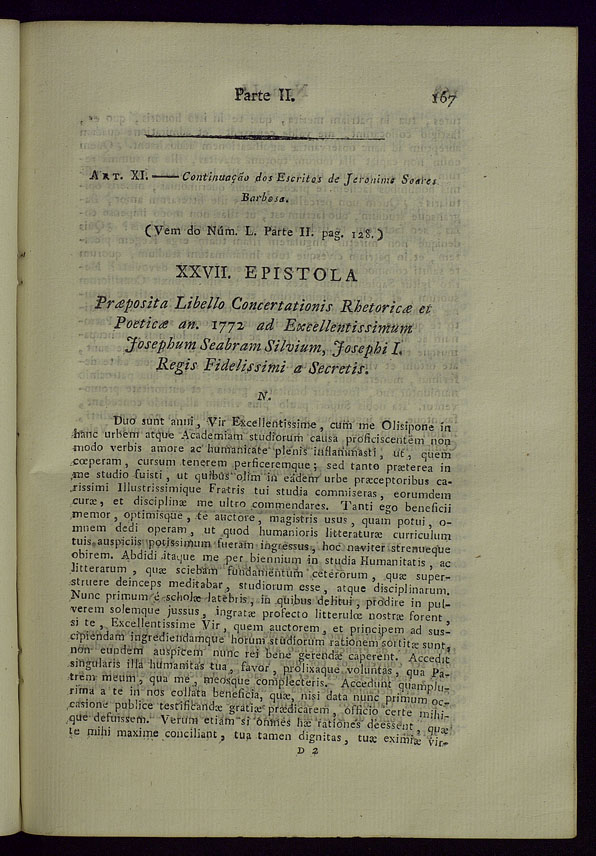 Parte II. 167
ART. XI. — Continuação dos Escritos de Jeronimo Soares
Barbosa.
(Vem do Núm. L. Parte II. pag. 128.)
XXVII. EPISTOLA
Præposita Libello Concertationis Rhetoricæ et
Poeticæ an. 1772 ad Excellentissimum
Josephum Seabram Silvium, Josephi I.
Regis Fidelissimi a Secretis.
N.
Duo sunt anni, Vir Excellentissime, cum me Olisipone in
hanc urbem atque Academiam studiorum causa proficiscentem non
modo verbis amore ac humanitate plenis inflammasti, ut, quem
cœperam, cursum tenerem perficeremque; sed tanto præterea in
me studio fuisti, ut quibus olim in eadem urbe præceptoribus ca-
rissimi Illustrissimique Fratris tui studia commiseras, eorumdem
curæ, et disciplinæ me ultro commendares. Tanti ego beneficii
memor, optimisque, te auctore, magistris usus, quam potui, o-
mnem dedi operam, ut quod humanioris litteraturæ curriculum
tuis auspiciis potissimum fueram ingressus, hoc naviter strenueque
obirem. Abdidi itaque me per biennium in studia Humanitatis, ac
litterarum, quæ sciebam fundamentum ceterorum, quæ super-
struere deinceps meditabar, studiorum esse, atque disciplinarum.
Nunc primum é scholæ latebris, in quibus delitui, prodire in pul-
verem solemque jussus, ingratæ profecto litterulæ nostræ forent,
si te, Excellentissime Vir, quem auctorem, et principem ad sus-
cipiendam ingrediendamque horum studiorum rationem sortitæ sunt,
non eundem auspicem nunc rei bene gerendæ caperent. Accedit
singularis illa humanitas tua, favor, prolixaque voluntas, qua Pa-
trem meum, qua me, meosque complecteris. Accedunt quamplu-
rima a te in nos collata beneficia, quæ, nisi data nunc primum oc-
casione publice testificandæ gratiæ prædicarem, officio certe mihi-
que defuissem. Verum etiam si omnes hæ rationes deessent, quæ
te mihi maxime conciliant, tua tamen dignitas, tuæ eximiæ vir-
D 2